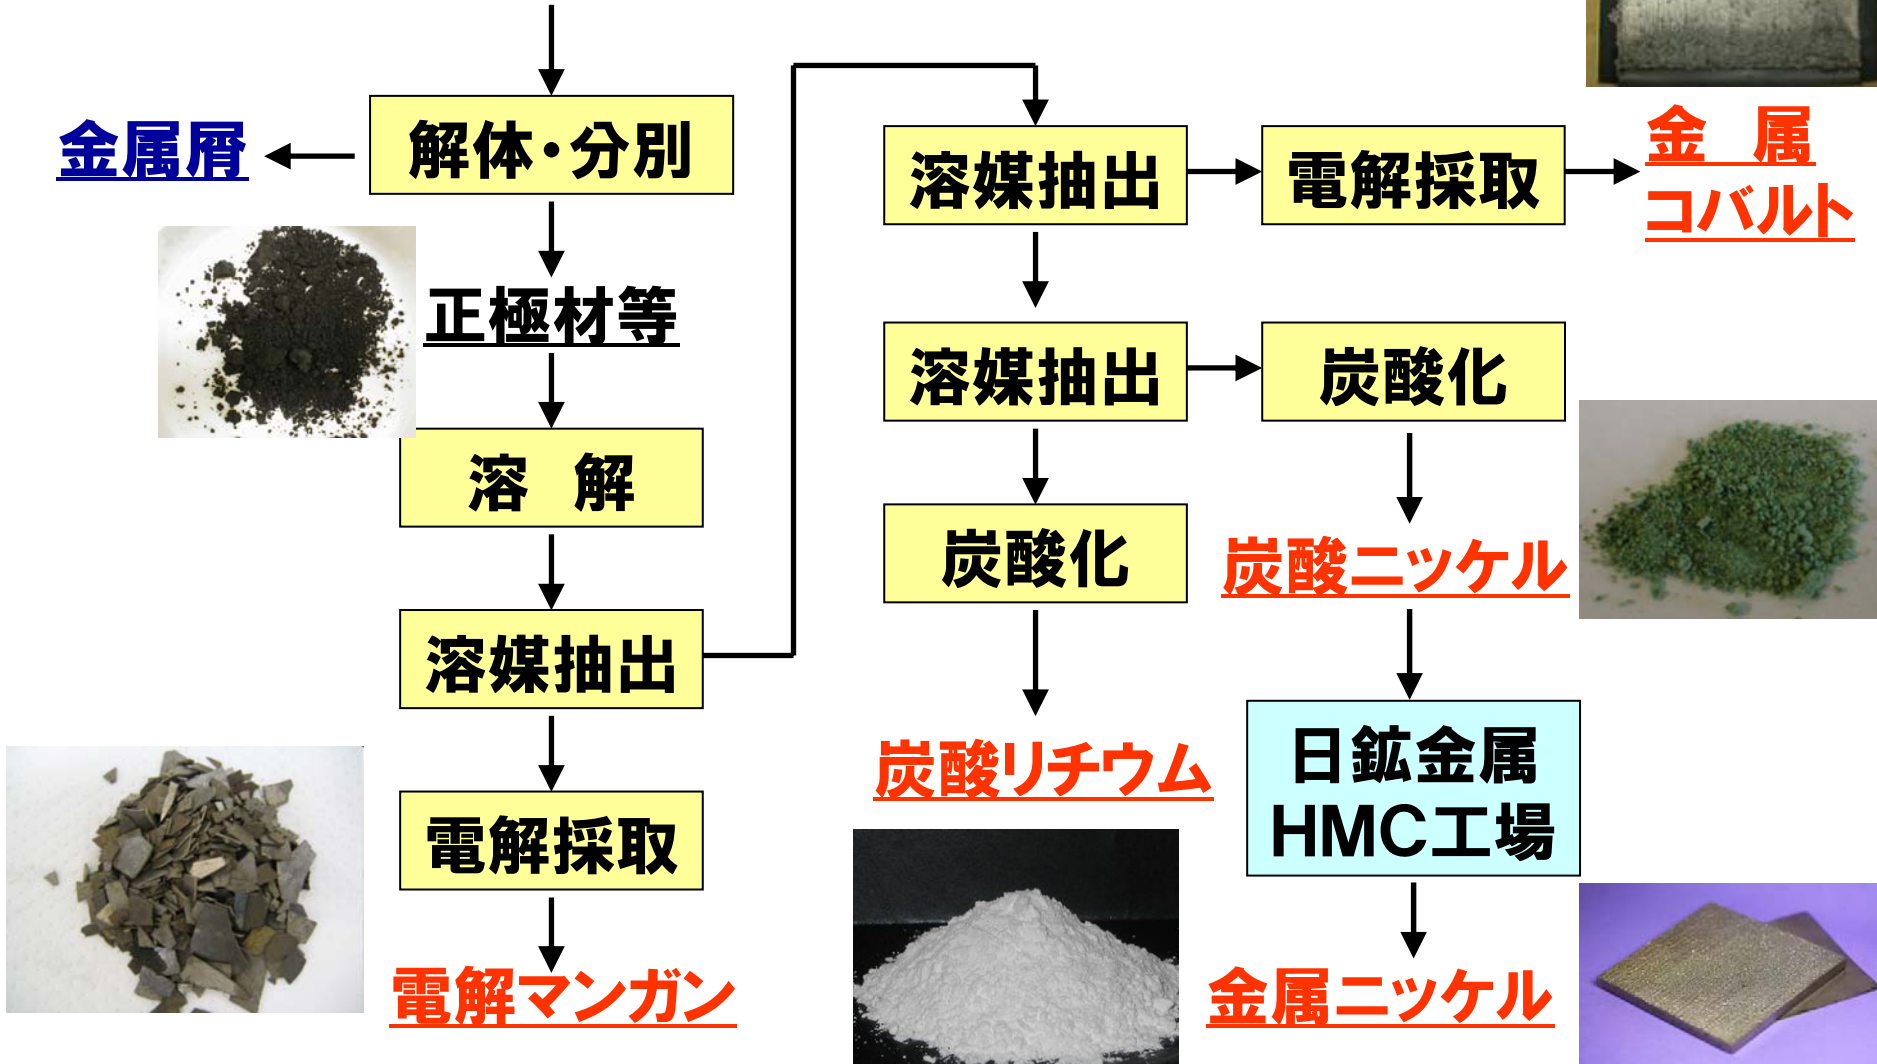 金属屑
解体・分別
正極材等
溶　解
溶媒抽出
電解採取
電解マンガン
溶媒抽出
電解採取
金　属
コバルト
溶媒抽出
炭酸化
炭酸化
炭酸ニッケル
炭酸リチウム
日鉱金属
HMC工場
金属ニッケル